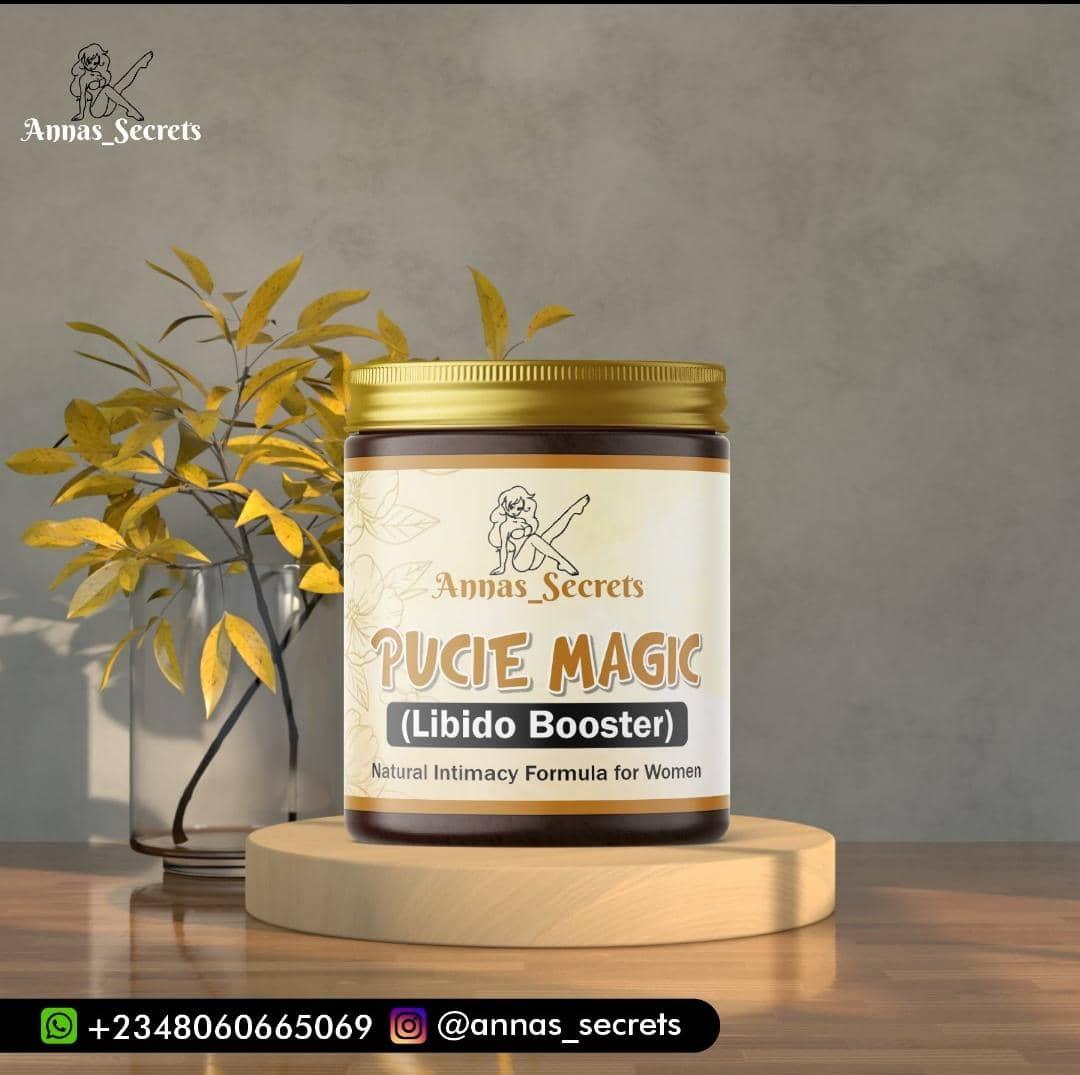 Annas_Secrets
Annas_Secrets
PUCIE MAGIC
(Libido Booster)
Natural Intimacy Formula for Women
+2348060665069 @annas_secrets